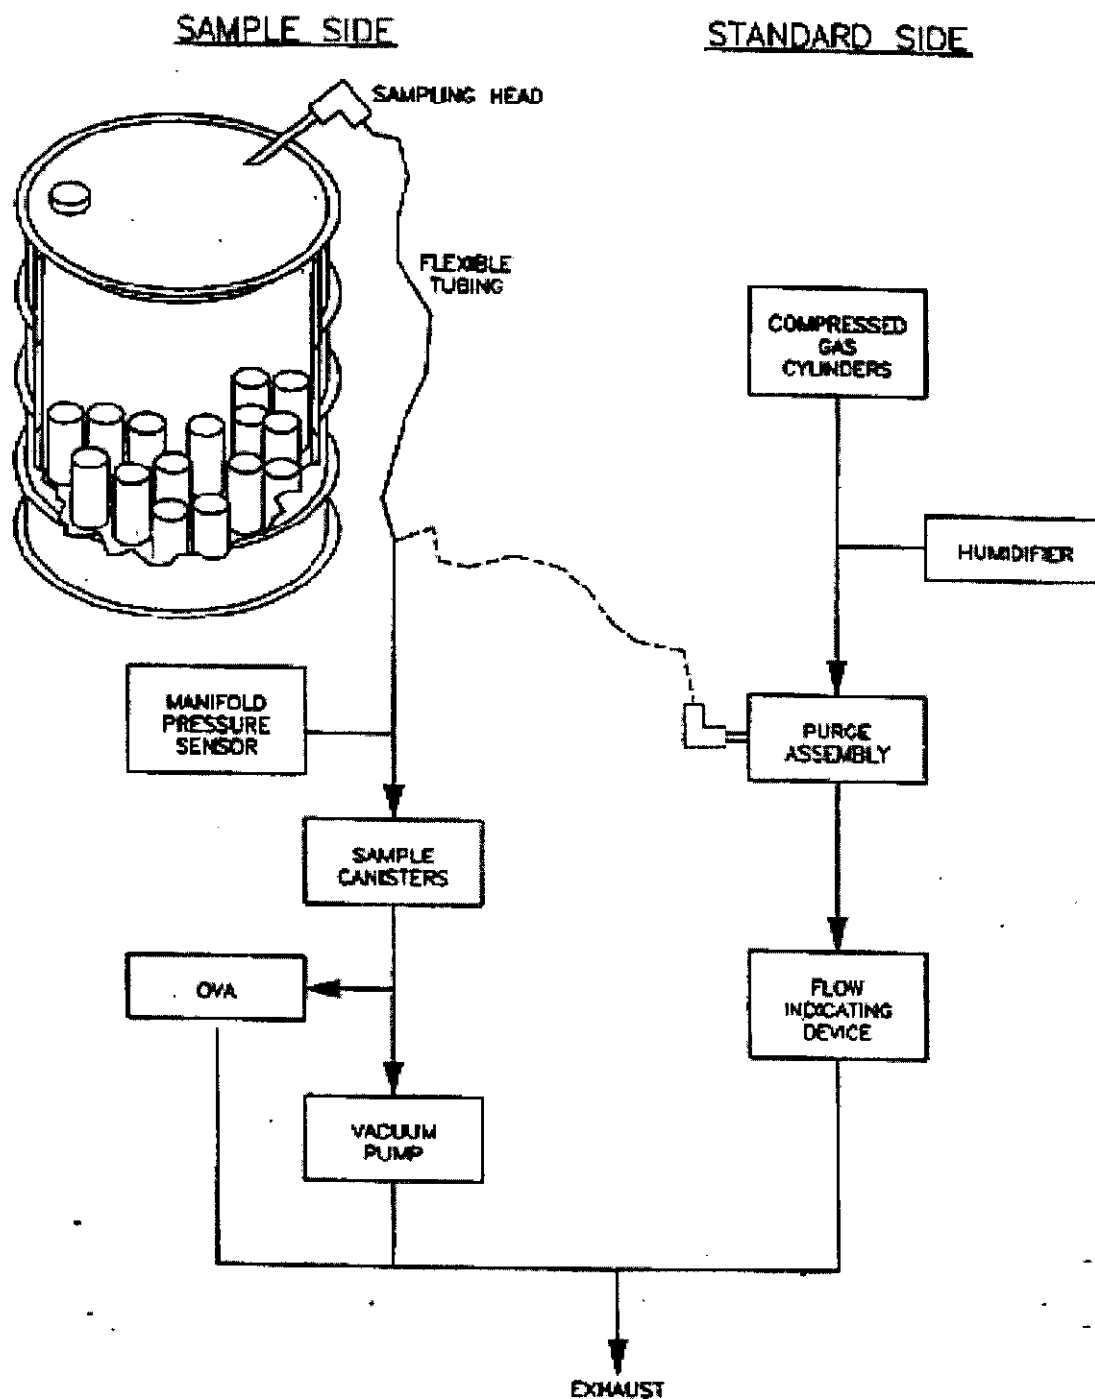 SAMPLE SIDE
STANDARD SIDE
SAMPLING HEAD
FLEXIBLE
TUBING
COMPRESSED
GAS
CYLINDERS
HUMIDIFIER
MANIFOLD
PRESSURE
SENSOR
PURGE
ASSEMBLY
SAMPLE
CANISTERS
OVA
FLOW
INDICATING
DEVICE
VACUUM
PUMP
EXHAUST